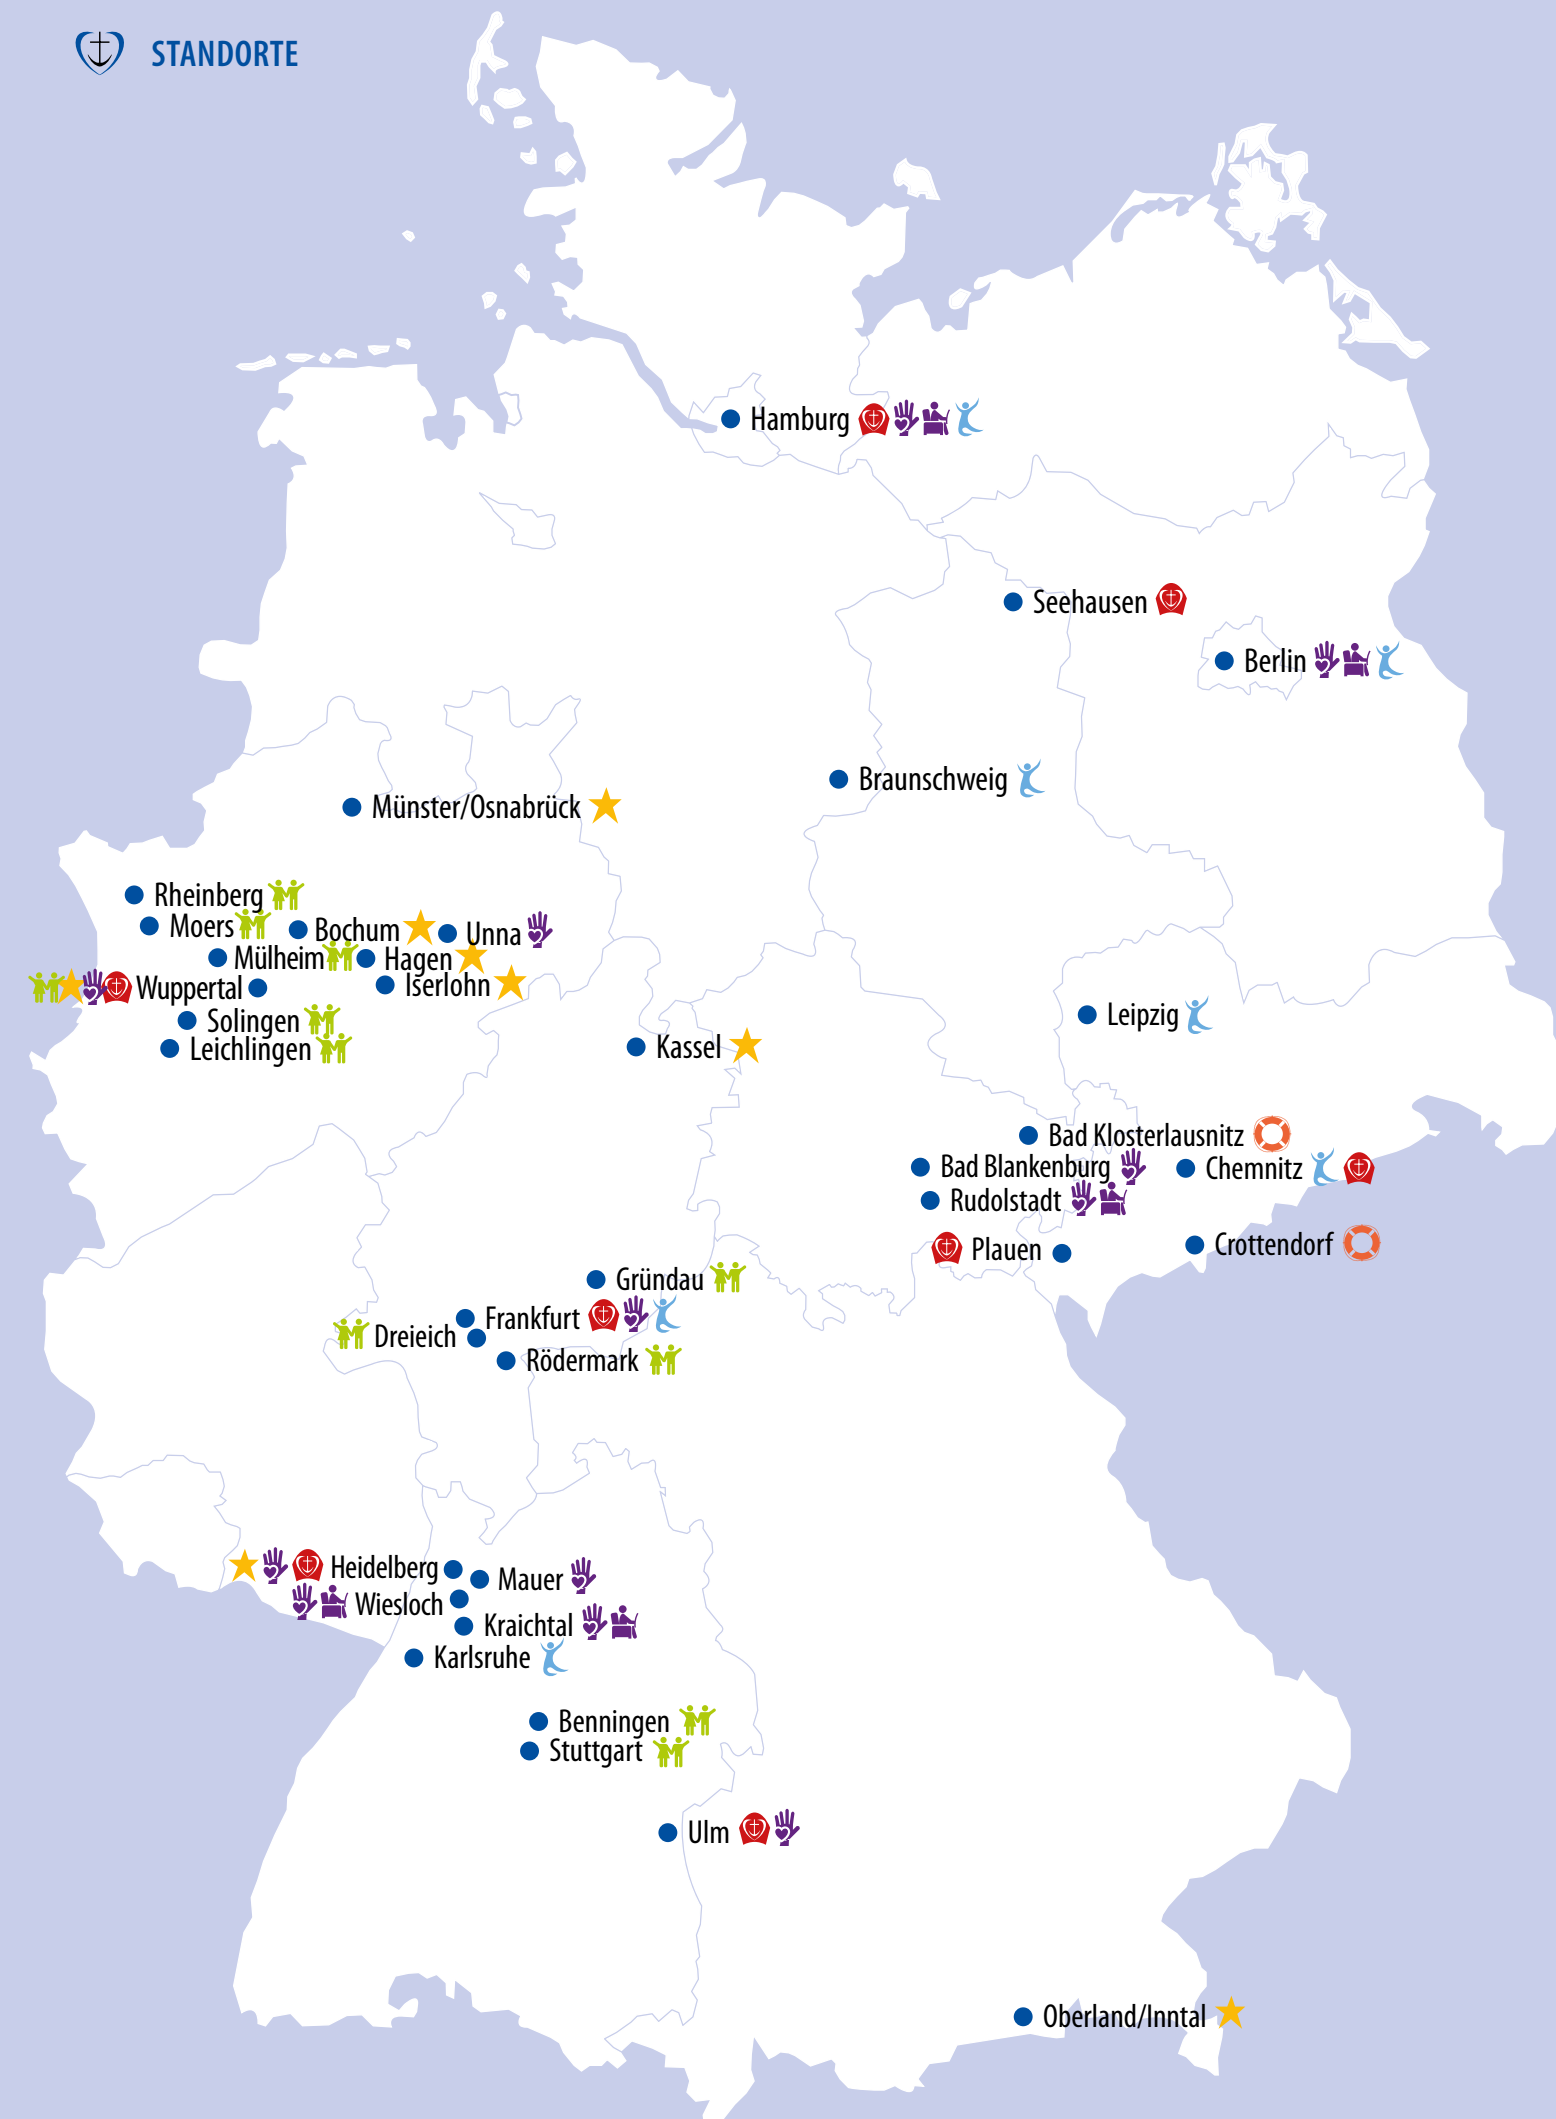 STANDORTE
Hamburg
Seehausen
Berlin
Braunschweig
Münster/Osnabrück
Rheinberg
Moers
Bochum
Unna
Mülheim
Hagen
Wuppertal
Iserlohn
Solingen
Leichlingen
Leipzig
Kassel
Bad Klosterlausnitz
Bad Blankenburg
Chemnitz
Rudolstadt
Plauen
Crottendorf
Gründau
Frankfurt
Dreieich
Rödermark
Heidelberg
Mauer
Wiesloch
Kraichtal
Karlsruhe
Benningen
Stuttgart
Ulm
Oberland/Inntal